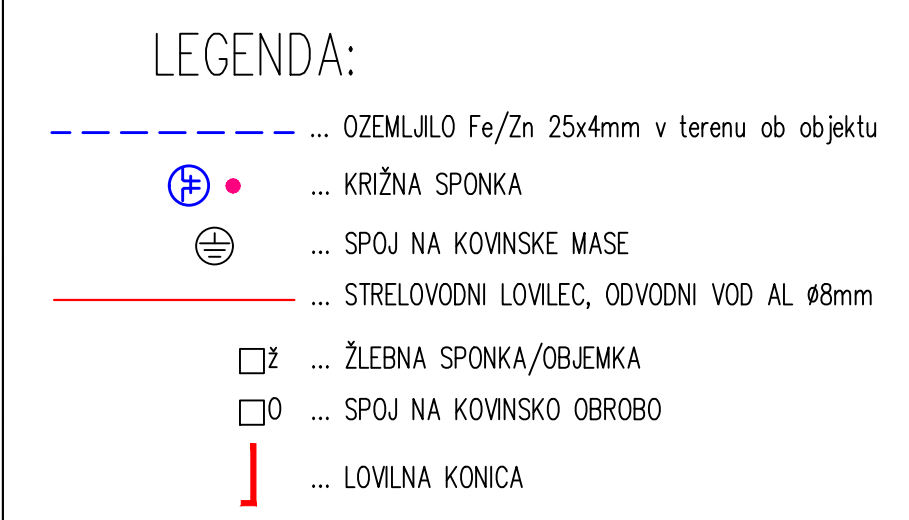 LEGENDA:
... OZEMLJILO Fe/Zn 25x4mm v terenu ob objektu
... KRIŽNA SPONKA
... SPOJ NA KOVINSKE MASE
... STRELOVODNI LOVILEC, ODVODNI VOD AL Ø8mm
ž ... ŽLEBNA SPONKA/OBJEMKA
O ... SPOJ NA KOVINSKO OBROBO
... LOVILNA KONICA